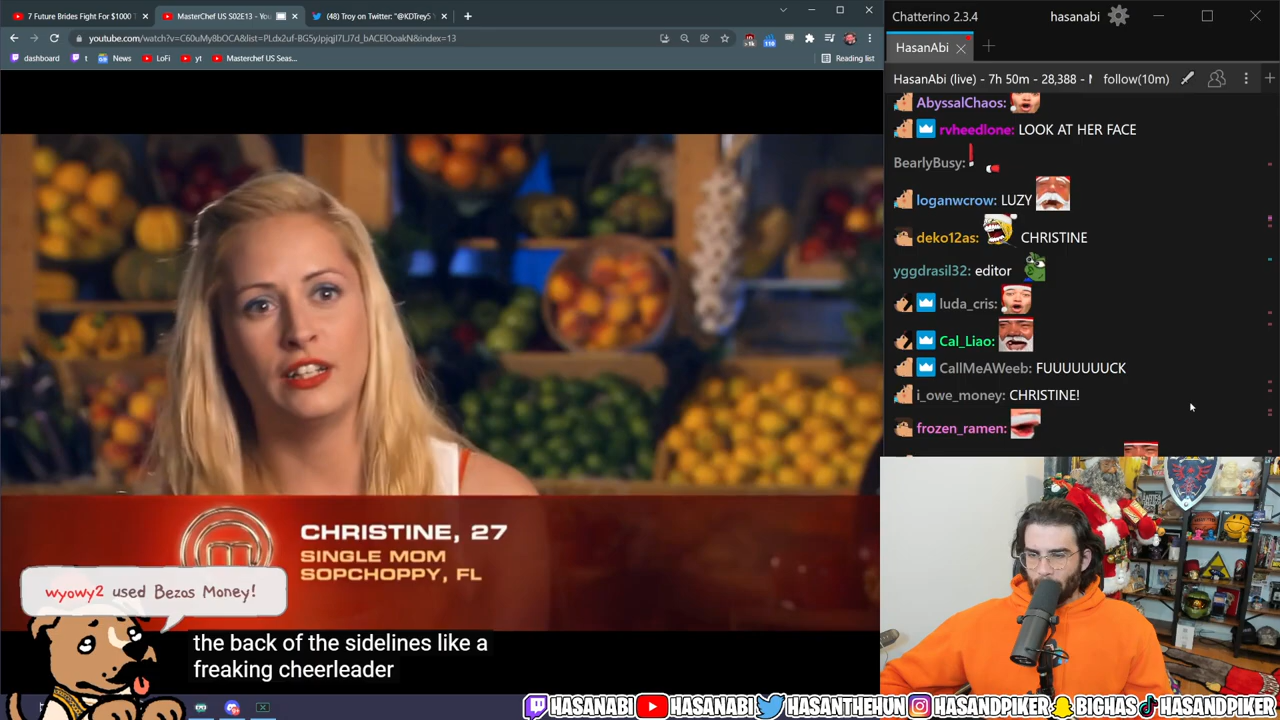 7 Future Brides Fight For $1000
MasterChef US S02E13 - You
(48) Troy on Twitter: "@KDTrey5
youtube.com/watch?v=C60uMy8bOCA&list=PLdx2uf-BG5yJpjqjl7LJ7d_bACElOoakN&index=13
dashboard
t
News
LoFi
yt
Masterchef US Seas...
Reading list
Chatterino 2.3.4
hasanabi
HasanAbi
HasanAbi (live) - 7h 50m - 28,388 -
follow(10m)
AbyssalChaos:
rvheedlone: LOOK AT HER FACE
BearlyBusy:
loganwcrow: LUZY
deko12as: CHRISTINE
yggdrasil32: editor
luda_cris:
Cal_Liao:
CallMeAWeeb: FUUUUUUUCK
i_owe_money: CHRISTINE!
frozen_ramen:
CHRISTINE, 27
SINGLE MOM
SOPCHOPPY, FL
wyowy2 used Bezos Money!
the back of the sidelines like a
freaking cheerleader
HASANABI
HASANABI
HASANTHEHUN
HASANDPIKER
BIGHAS
HASANDPIKER